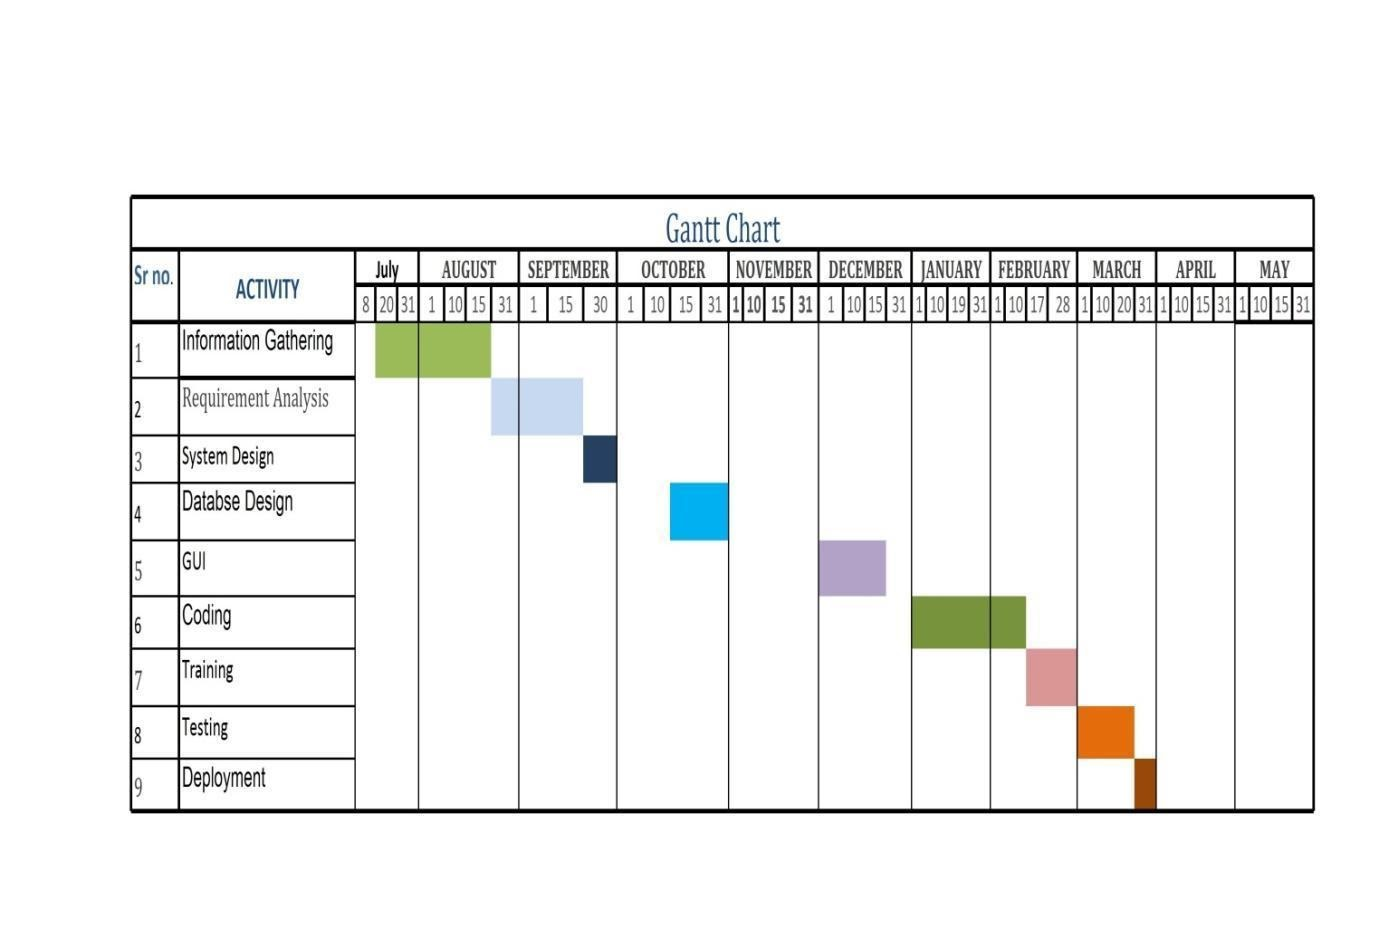 Gantt Chart
Sr no. ACTIVITY July AUGUST SEPTEMBER OCTOBER NOVEMBER DECEMBER JANUARY FEBRUARY MARCH APRIL MAY
8 20 31 1 10 15 31 1 15 30 1 10 15 31 1 10 15 31 1 10 15 31 1 10 19 31 1 10 17 28 1 10 20 31 1 10 15 31 1 10 15 31
1 Information Gathering
2 Requirement Analysis
3 System Design
4 Databse Design
5 GUI
6 Coding
7 Training
8 Testing
9 Deployment